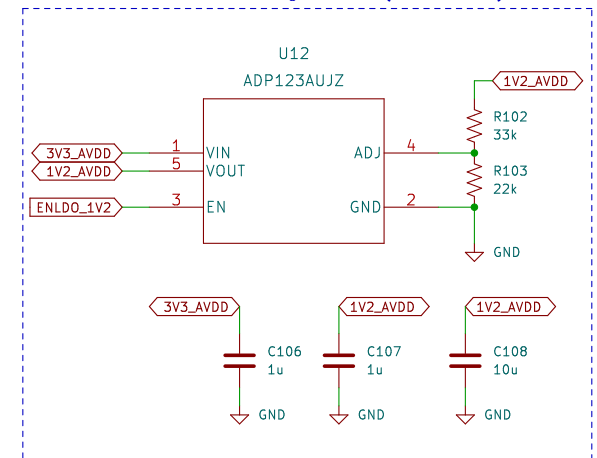 U12
ADP123AUJZ
1V2_AVDD
R102
33k
3V3_AVDD 1 VIN ADJ 4
1V2_AVDD 5 VOUT
R103
22k
ENLDO_1V2 3 EN GND 2
GND
3V3_AVDD 1V2_AVDD 1V2_AVDD
C106 C107 C108
1u 1u 10u
GND GND GND